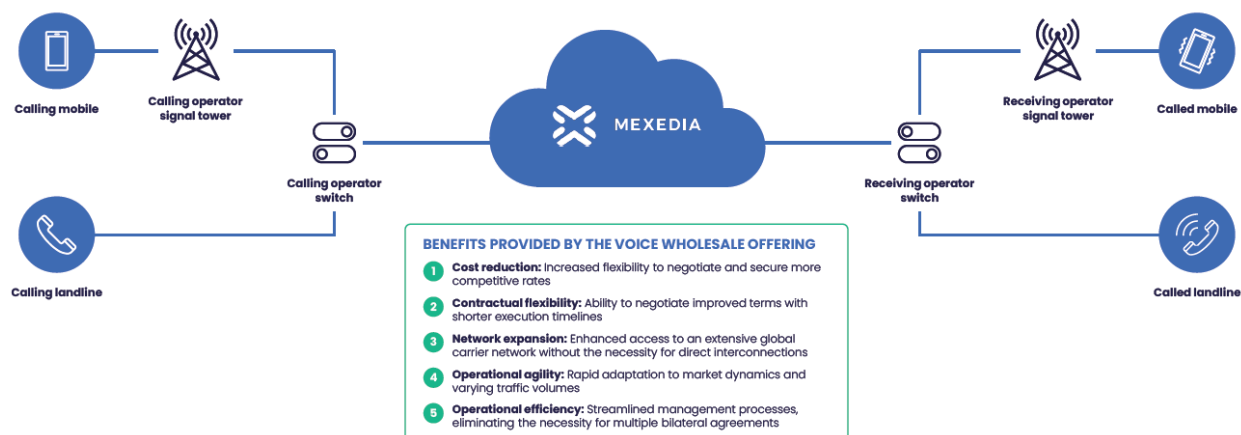 Calling mobile
Calling operator
signal tower
Calling operator
switch
Calling landline
MEXEDIA
Receiving operator
signal tower
Called mobile
Receiving operator
switch
Called landline
BENEFITS PROVIDED BY THE VOICE WHOLESALE OFFERING
1 Cost reduction: Increased flexibility to negotiate and secure more
competitive rates
2 Contractual flexibility: Ability to negotiate improved terms with
shorter execution timelines
3 Network expansion: Enhanced access to an extensive global
carrier network without the necessity for direct interconnections
4 Operational agility: Rapid adaptation to market dynamics and
varying traffic volumes
5 Operational efficiency: Streamlined management processes,
eliminating the necessity for multiple bilateral agreements